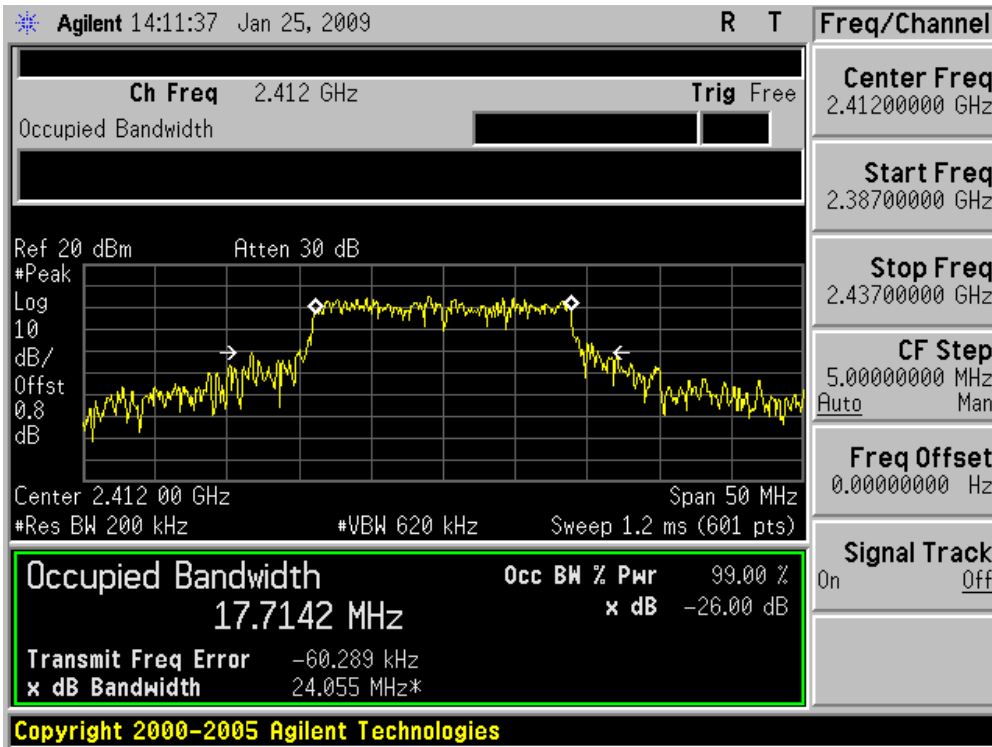 Agilent 14:11:37 Jan 25, 2009 R T
Ch Freq 2.412 GHz Trig Free
Occupied Bandwidth
Ref 20 dBm Atten 30 dB
#Peak
Log
10
dB/
Offst
0.8
dB
Center 2.412 00 GHz Span 50 MHz
#Res BW 200 kHz #VBW 620 kHz Sweep 1.2 ms (601 pts)
Occupied Bandwidth Occ BW % Pwr 99.00 %
17.7142 MHz x dB -26.00 dB
Transmit Freq Error -60.289 kHz
x dB Bandwidth 24.055 MHz*
Copyright 2000-2005 Agilent Technologies
Freq/Channel
Center Freq
2.41200000 GHz
Start Freq
2.38700000 GHz
Stop Freq
2.43700000 GHz
CF Step
5.00000000 MHz
Auto Man
Freq Offset
0.00000000 Hz
Signal Track
On Off